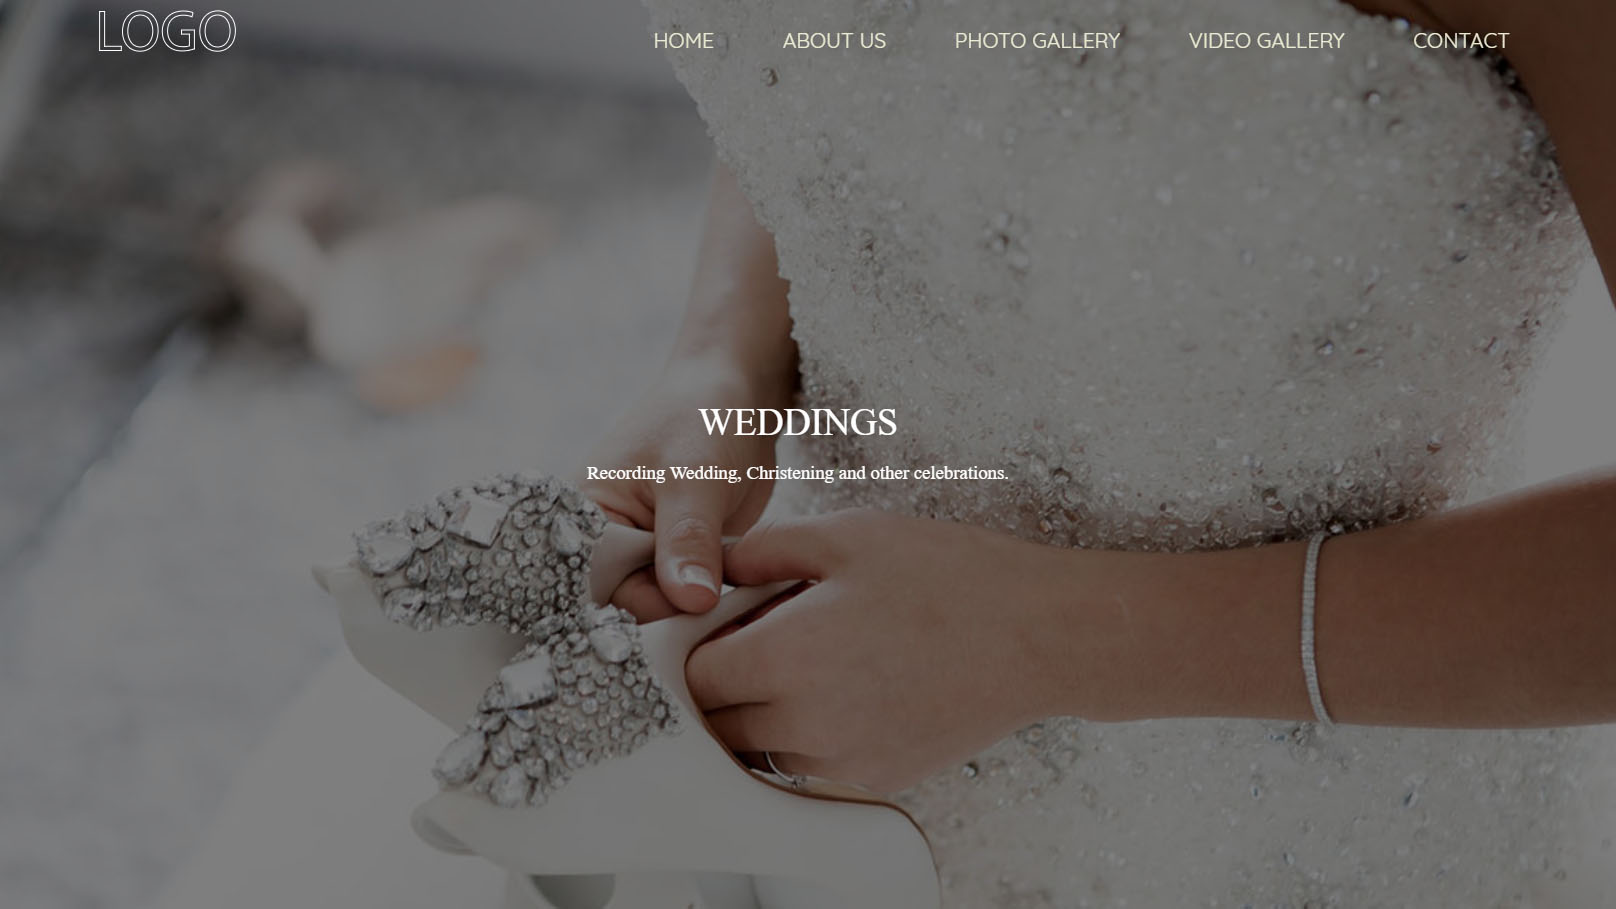 LOGO
HOME ABOUT US PHOTO GALLERY VIDEO GALLERY CONTACT
WEDDINGS
Recording Wedding, Christening and other celebrations.